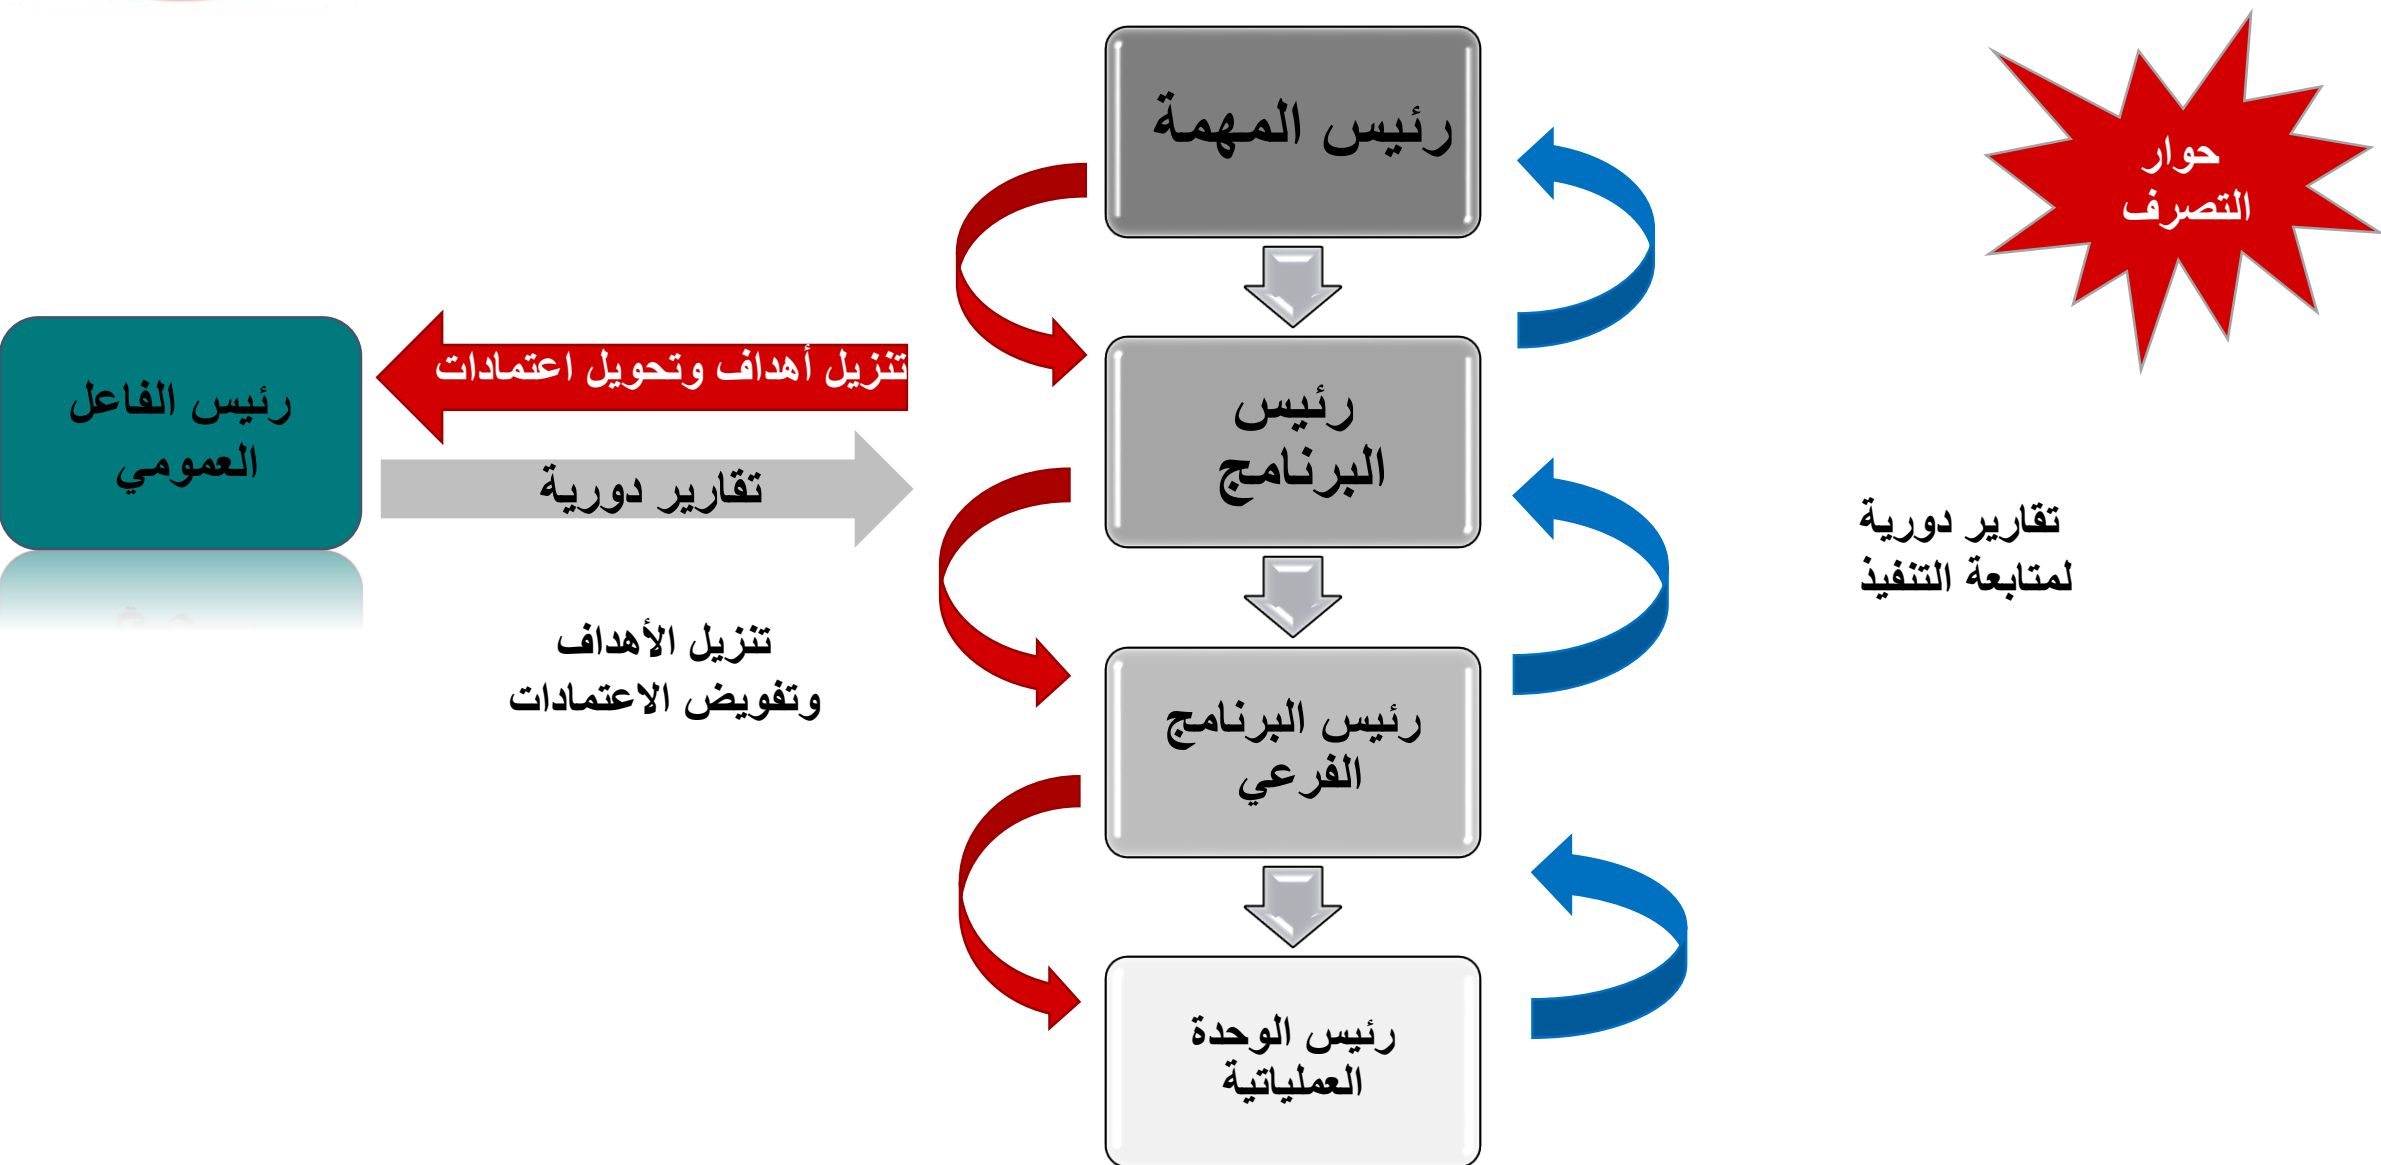 رئيس المهمة
حوار
التصرف
تنزيل أهداف وتحويل اعتمادات
رئيس الفاعل
العمومي
رئيس
البرنامج
تقارير دورية
تقارير دورية
لمتابعة التنفيذ
تنزيل الأهداف
وتفويض الاعتمادات
رئيس البرنامج
الفرعي
رئيس الوحدة
العملياتية